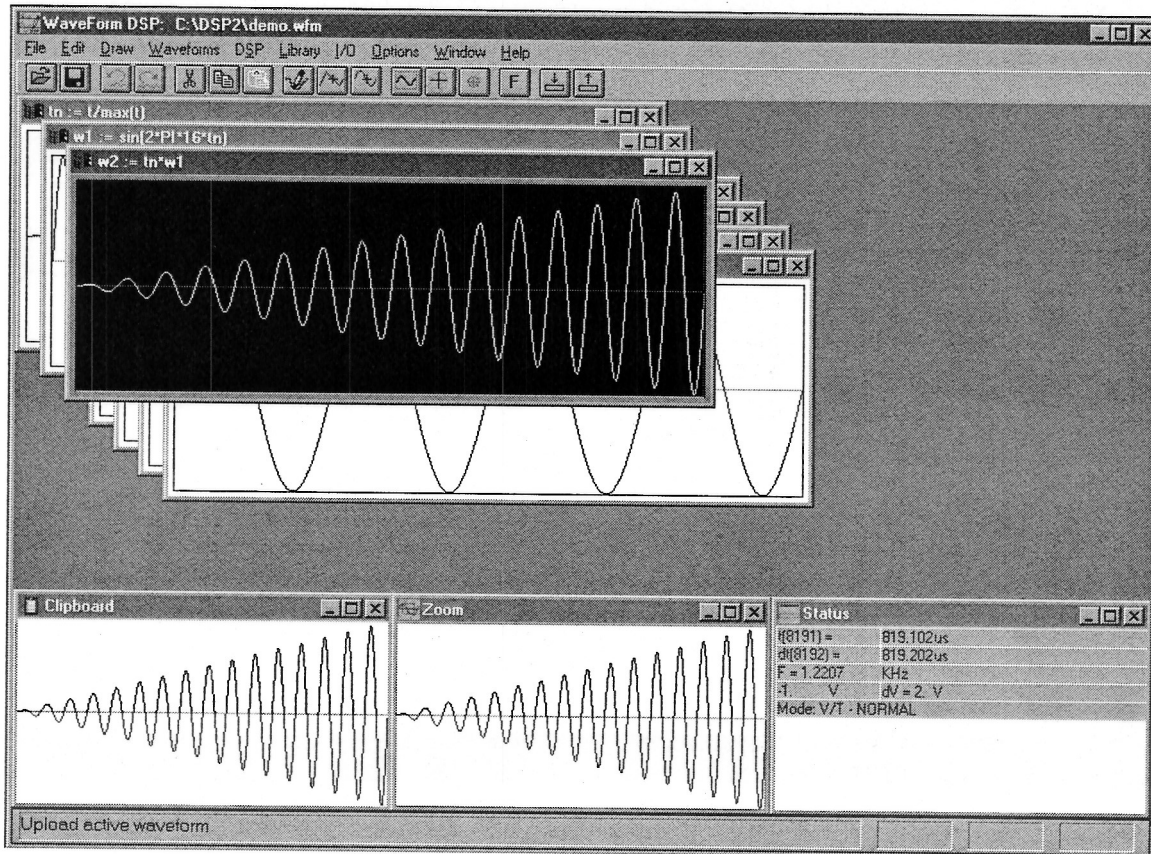 WaveForm DSP: C:\DSP2\demo.wfm
File Edit Draw Waveforms DSP Library I/O Options Window Help
F
tn := t/max(t)
w1 := sin(2*PI*16*tn)
w2 := tn*w1
Clipboard
Zoom
Status
t(8191) = 819.102us
dt(8192) = 819.202us
F = 1.2207 KHz
-1 V dV = 2. V
Mode: V/T - NORMAL
Upload active waveform